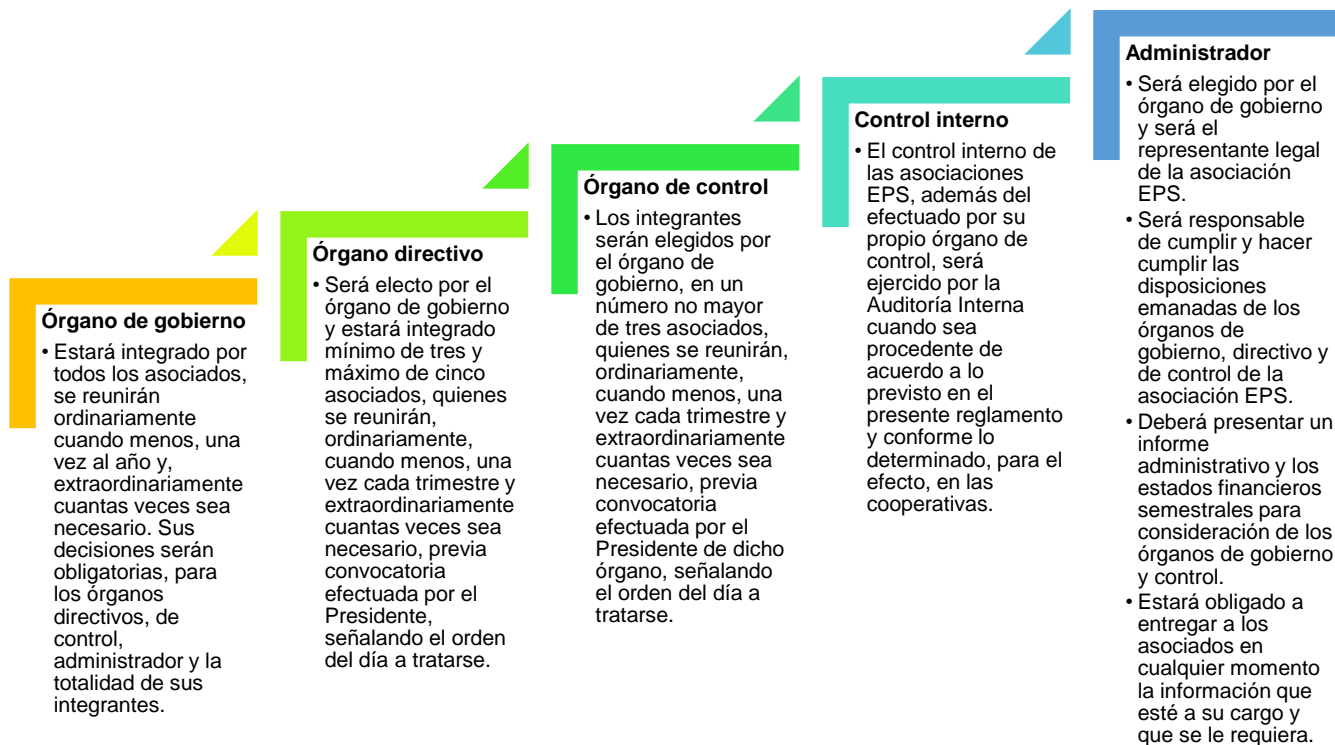 Órgano de gobierno
• Estará integrado por
todos los asociados,
se reunirán
ordinariamente
cuando menos, una
vez al año y,
extraordinariamente
cuantas veces sea
necesario. Sus
decisiones serán
obligatorias, para
los órganos
directivos, de
control,
administrador y la
totalidad de sus
integrantes.
Órgano directivo
• Será electo por el
órgano de gobierno
y estará integrado
mínimo de tres y
máximo de cinco
asociados, quienes
se reunirán,
ordinariamente,
cuando menos, una
vez cada trimestre y
extraordinariamente
cuantas veces sea
necesario, previa
convocatoria
efectuada por el
Presidente,
señalando el orden
del día a tratarse.
Órgano de control
• Los integrantes
serán elegidos por
el órgano de
gobierno, en un
número no mayor
de tres asociados,
quienes se reunirán,
ordinariamente,
cuando menos, una
vez cada trimestre y
extraordinariamente
cuantas veces sea
necesario, previa
convocatoria
efectuada por el
Presidente de dicho
órgano, señalando
el orden del día a
tratarse.
Control interno
• El control interno de
las asociaciones
EPS, además del
efectuado por su
propio órgano de
control, será
ejercido por la
Auditoría Interna
cuando sea
procedente de
acuerdo a lo
previsto en el
presente reglamento
y conforme lo
determinado, para el
efecto, en las
cooperativas.
Administrador
• Será elegido por el
órgano de gobierno
y será el
representante legal
de la asociación
EPS.
• Será responsable
de cumplir y hacer
cumplir las
disposiciones
emanadas de los
órganos de
gobierno, directivo y
de control de la
asociación EPS.
• Deberá presentar un
informe
administrativo y los
estados financieros
semestrales para
consideración de los
órganos de gobierno
y control.
• Estará obligado a
entregar a los
asociados en
cualquier momento
la información que
esté a su cargo y
que se le requiera.